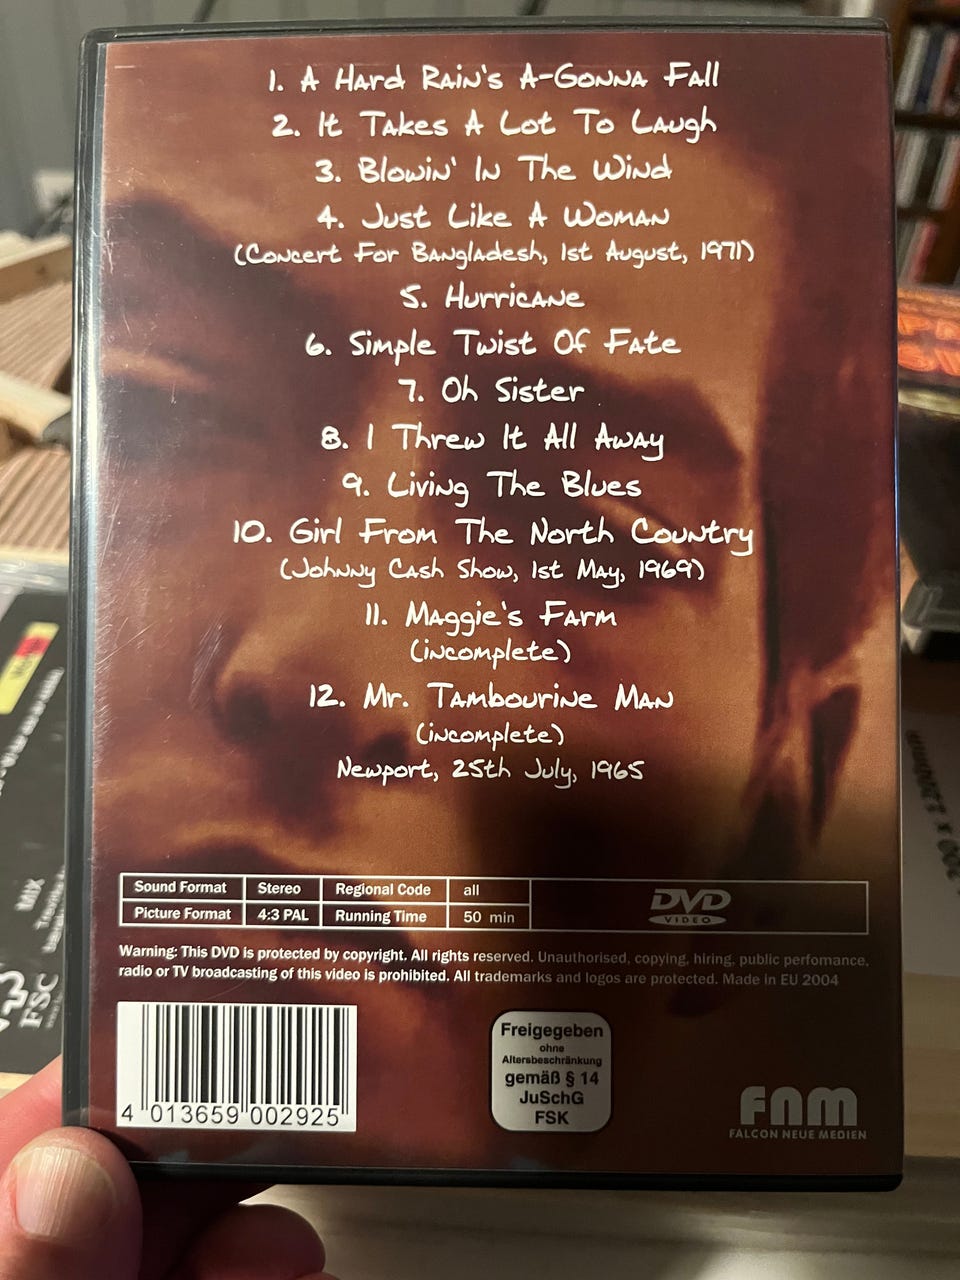 1. A Hard Rain's A-Gonna Fall
2. It Takes A Lot To Laugh
3. Blowin' In The Wind
4. Just Like A Woman
(Concert For Bangladesh, 1st August, 1971)
5. Hurricane
6. Simple Twist Of Fate
7. Oh Sister
8. I Threw It All Away
9. Living The Blues
10. Girl From The North Country
(Johnny Cash Show, 1st May, 1969)
11. Maggie's Farm
(incomplete)
12. Mr. Tambourine Man
(incomplete)
Newport, 25th July, 1965
Sound Format Stereo Regional Code all
Picture Format 4:3 PAL Running Time 50 min
DVD
VIDEO
Warning: This DVD is protected by copyright. All rights reserved. Unauthorised, copying, hiring, public perfomance,
radio or TV broadcasting of this video is prohibited. All trademarks and logos are protected. Made in EU 2004
4 013659 002925
Freigegeben
ohne
Altersbeschränkung
gemäß § 14
JuSchG
FSK
FNM
FALCON NEUE MEDIEN
FSC